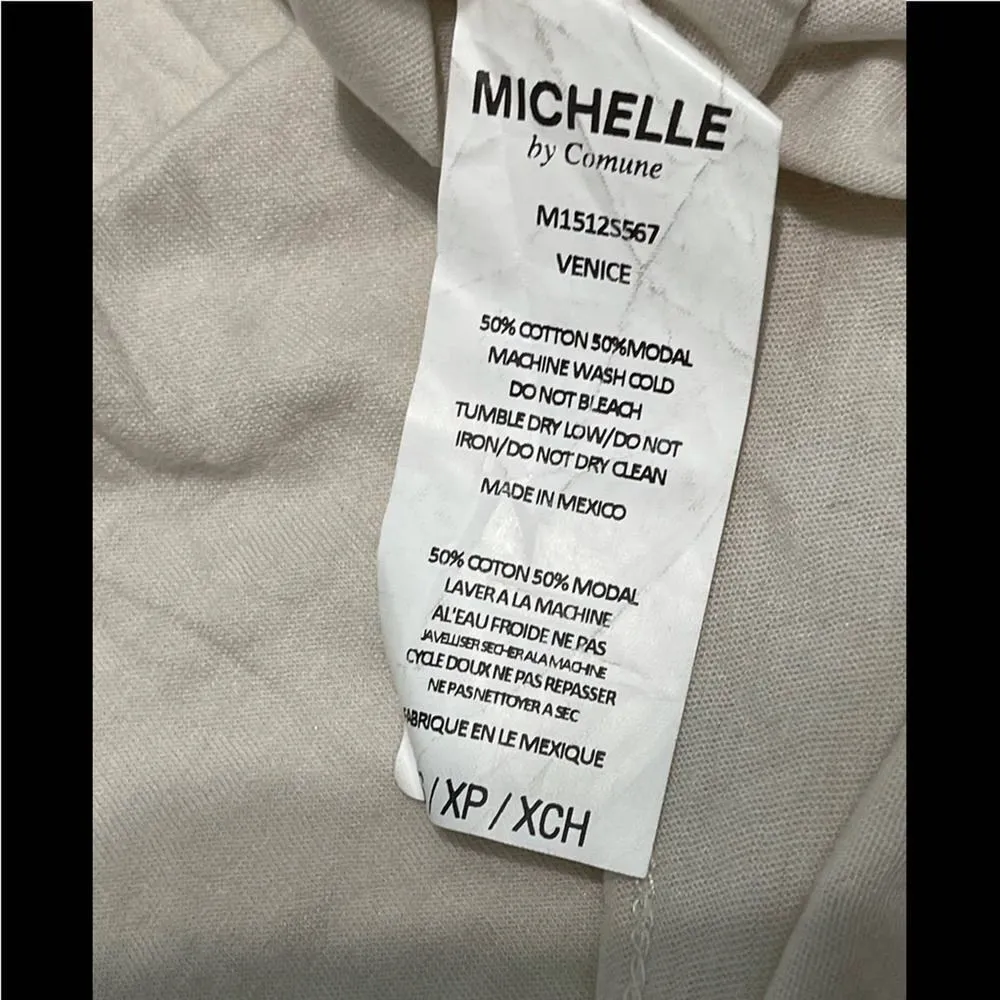 MICHELLE
by Comune
M1512S567
VENICE
50% COTTON 50%MODAL
MACHINE WASH COLD
DO NOT BLEACH
TUMBLE DRY LOW/DO NOT
IRON/DO NOT DRY CLEAN
MADE IN MEXICO
50% COTON 50% MODAL
LAVER A LA MACHINE
AL'EAU FROIDE NE PAS
JAVELLISER SECHER ALA MACHINE
CYCLE DOUX NE PAS REPASSER
NE PAS NETTOYER A SEC
ABRIQUE EN LE MEXIQUE
/ XP / XCH